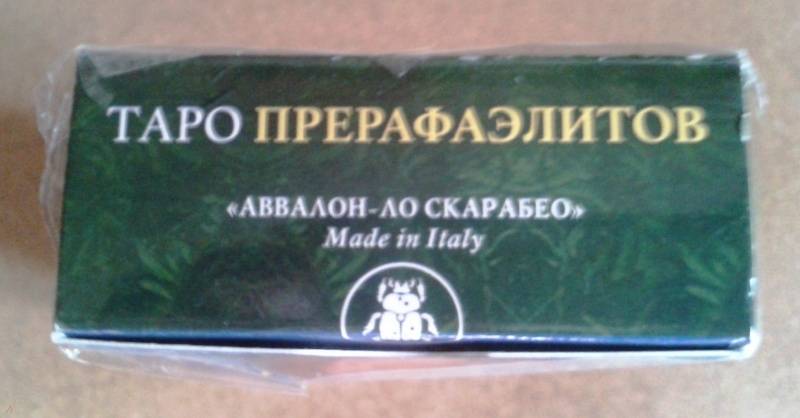 ТАРО ПРЕРАФАЭЛИТОВ
«АВВАЛОН-ЛО СКАРАБЕО»
Made in Italy